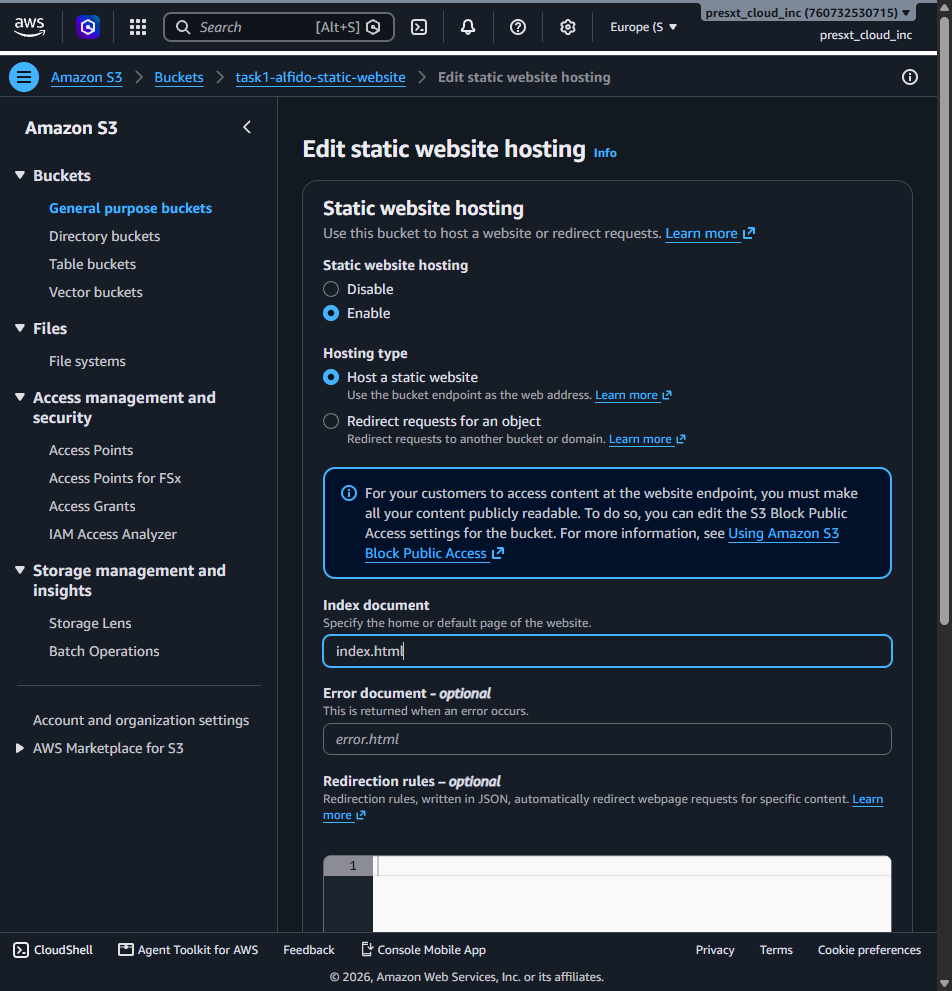 aws
Search [Alt+S]
Europe (S
presxt_cloud_inc (760732530715)
presxt_cloud_inc
Amazon S3
Buckets
task1-alfido-static-website
Edit static website hosting
Amazon S3
Buckets
General purpose buckets
Directory buckets
Table buckets
Vector buckets
Files
File systems
Access management and
security
Access Points
Access Points for FSx
Access Grants
IAM Access Analyzer
Storage management and
insights
Storage Lens
Batch Operations
Account and organization settings
AWS Marketplace for S3
Edit static website hosting Info
Static website hosting
Use this bucket to host a website or redirect requests. Learn more
Static website hosting
Disable
Enable
Hosting type
Host a static website
Use the bucket endpoint as the web address. Learn more
Redirect requests for an object
Redirect requests to another bucket or domain. Learn more
For your customers to access content at the website endpoint, you must make
all your content publicly readable. To do so, you can edit the S3 Block Public
Access settings for the bucket. For more information, see Using Amazon S3
Block Public Access
Index document
Specify the home or default page of the website.
index.html
Error document – optional
This is returned when an error occurs.
error.html
Redirection rules – optional
Redirection rules, written in JSON, automatically redirect webpage requests for specific content. Learn
more
1
CloudShell
Agent Toolkit for AWS
Feedback
Console Mobile App
Privacy
Terms
Cookie preferences
© 2026, Amazon Web Services, Inc. or its affiliates.